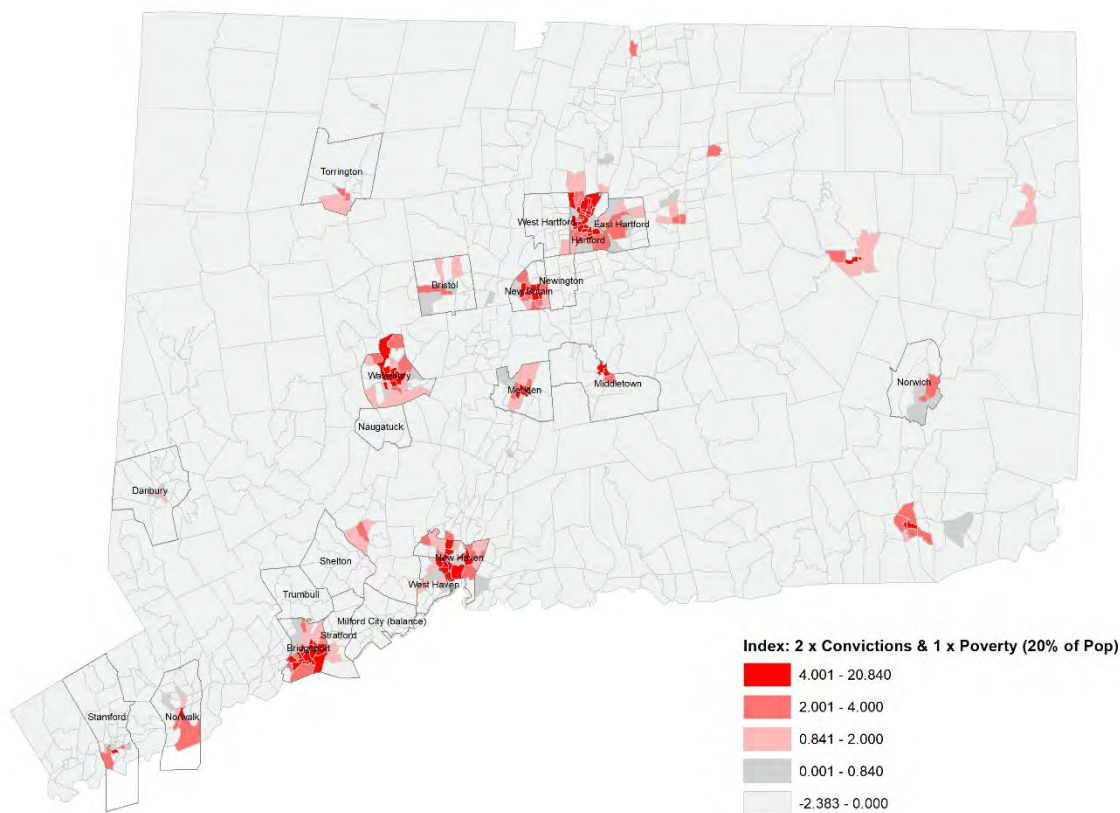 Torrington
West Hartford
East Hartford
Hartford
Bristol
Newington
New Britain
Waterbury
Meriden
Middletown
Norwich
Naugatuck
Danbury
New Haven
Shelton
West Haven
Trumbull
Milford City (balance)
Stratford
Bridgeport
Stamford
Norwalk
Index: 2 x Convictions & 1 x Poverty (20% of Pop)
4.001 - 20.840
2.001 - 4.000
0.841 - 2.000
0.001 - 0.840
-2.383 - 0.000